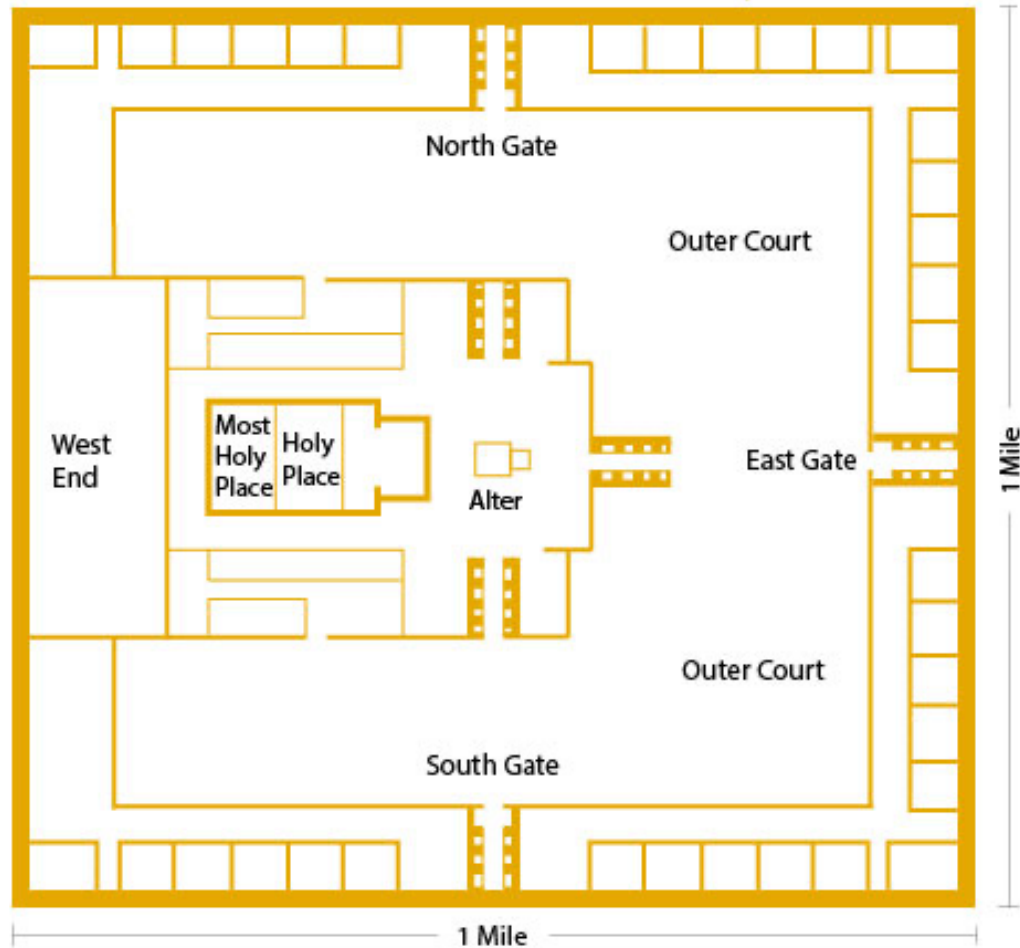 North Gate
Outer Court
Most
Holy
Place
Holy
Place
West
End
Alter
East Gate
1 Mile
Outer Court
South Gate
1 Mile